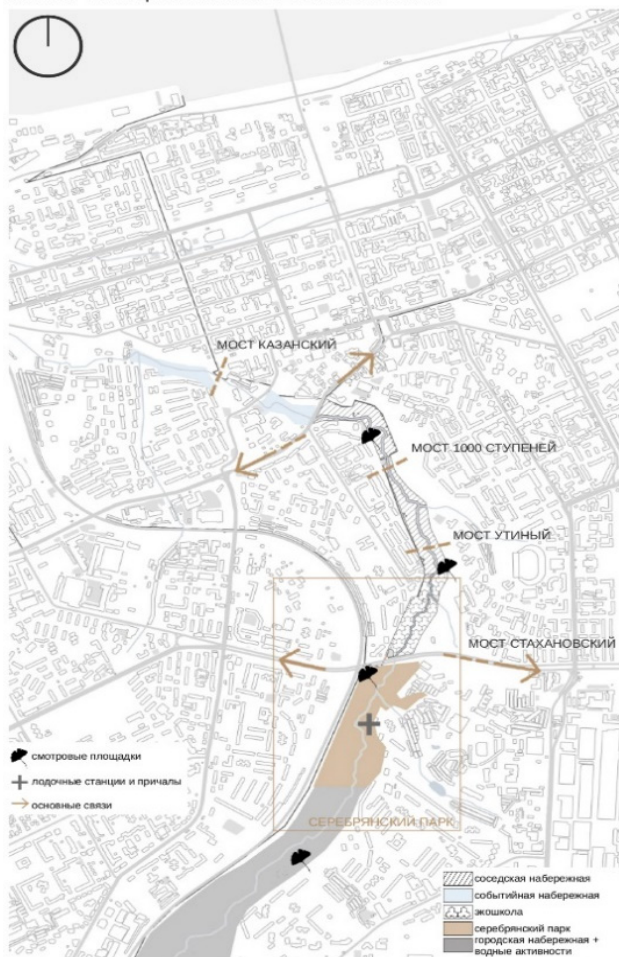 МОСТ КАЗАНСКИЙ
МОСТ 1000 СТУПЕНЕЙ
МОСТ УТИНЫЙ
МОСТ СТАХАНОВСКИЙ
смотровые площадки
лодочные станции и причалы
основные связи
СЕРЕБРЯНСКИЙ ПАРК
соседская набережная
событийная набережная
экошкола
серебрянский парк
городская набережная +
водные активности